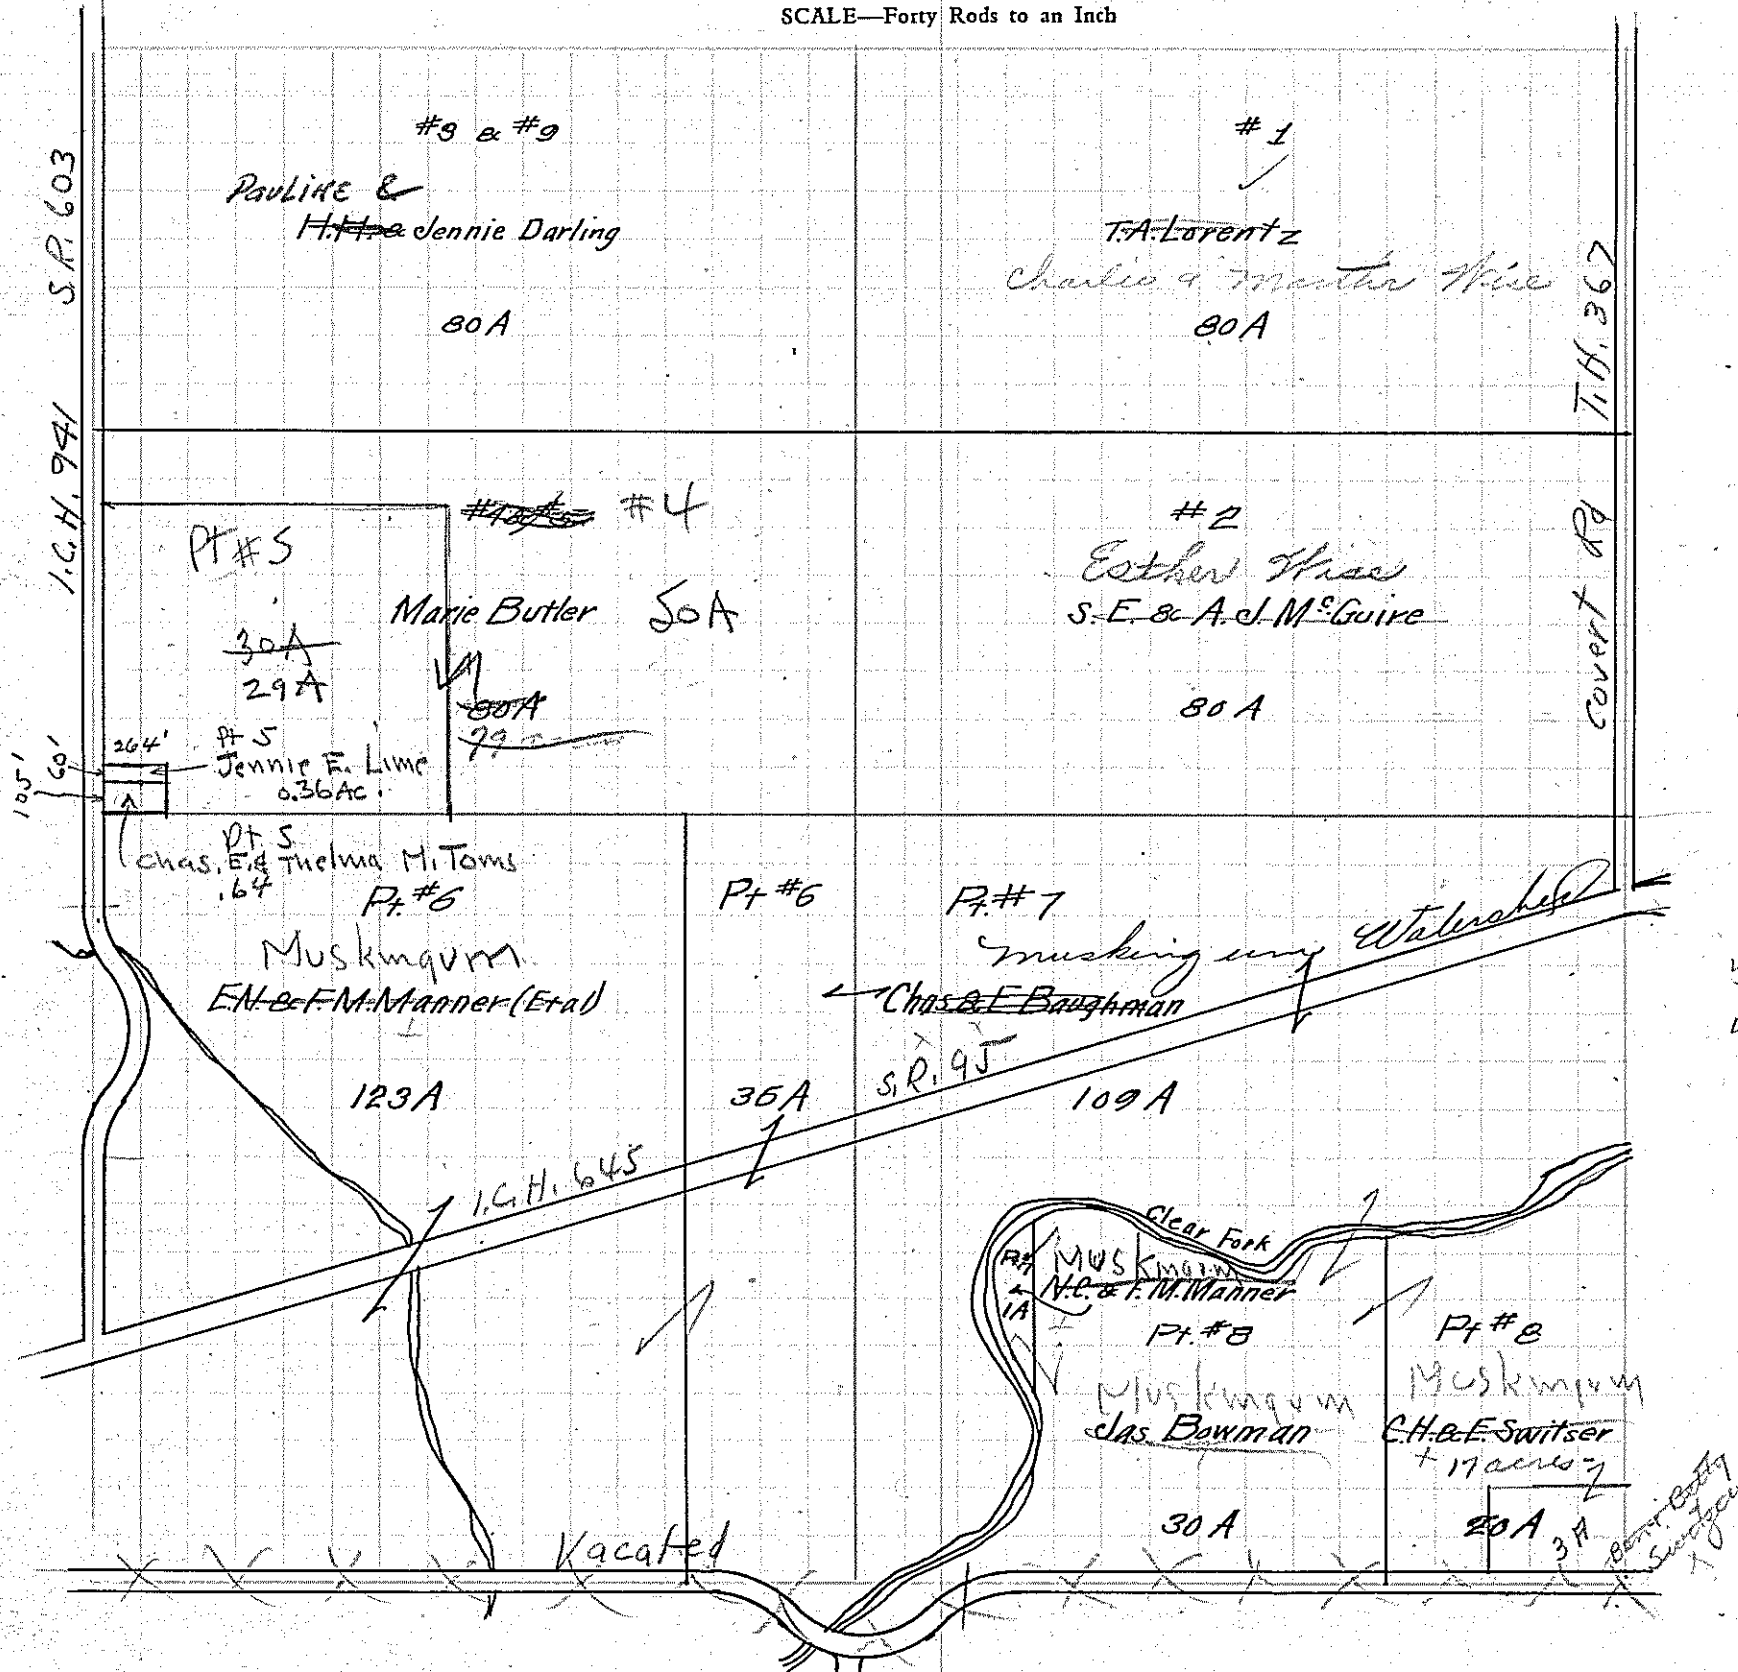 SCALE—Forty Rods to an Inch
#3 & #9
PAULINE &
H.H. & Jennie Darling
80A
#1
T.A. Lorentz
Charlie & Martha Wise
80A
S.R. 603
I.C.H. 941
T.H. 367
Covert Rd
Pt #5
30A
29A
#4
Marie Butler 50A
80A
79
#2
Esther Wise
S.E. & A.J. McGuire
80A
264'
60'
105'
Pt 5
Jennie E. Lime
0.36 Ac.
Pt. 5
Chas. E. & Thelma M. Toms
.64
Pt. #6
Muskingum
E.N. & F.M. Manner (Etal)
123A
Pt #6
36A
Pt. #7
Muskingum Watershed
Chas & E Baughman
109A
S.R. 95
I.C.H. 645
Clear Fork
Pt #7
1A
Muskingum
N.C. & F.M. Manner
Pt. #8
Muskingum
Jas Bowman
30A
Pt #8
Muskingum
C.H. & E. Switser
17 acres
20A
3A
Vacated